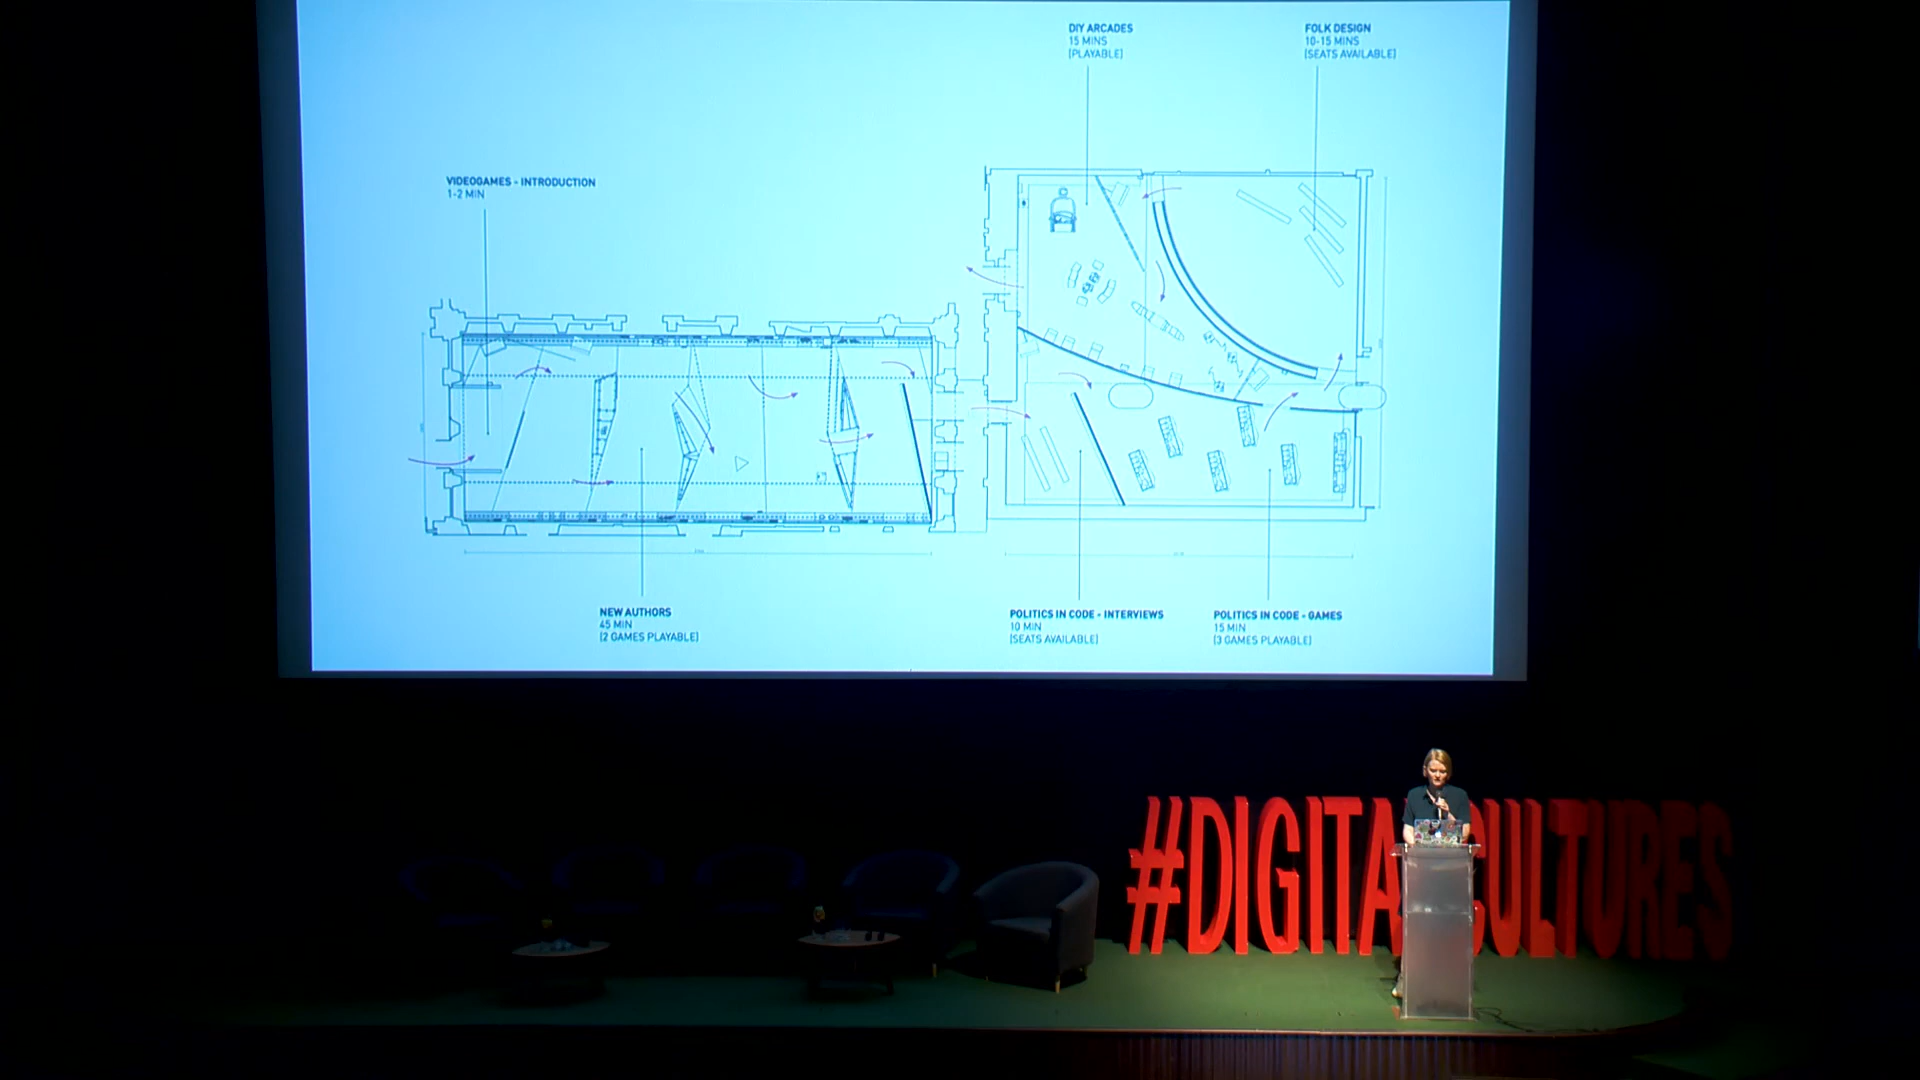 DIY ARCADES
15 MINS
[PLAYABLE]
FOLK DESIGN
10-15 MINS
[SEATS AVAILABLE]
VIDEOGAMES - INTRODUCTION
1-2 MIN
NEW AUTHORS
45 MIN
[2 GAMES PLAYABLE]
POLITICS IN CODE - INTERVIEWS
10 MIN
[SEATS AVAILABLE]
POLITICS IN CODE - GAMES
15 MIN
[3 GAMES PLAYABLE]
#DIGITALCULTURES